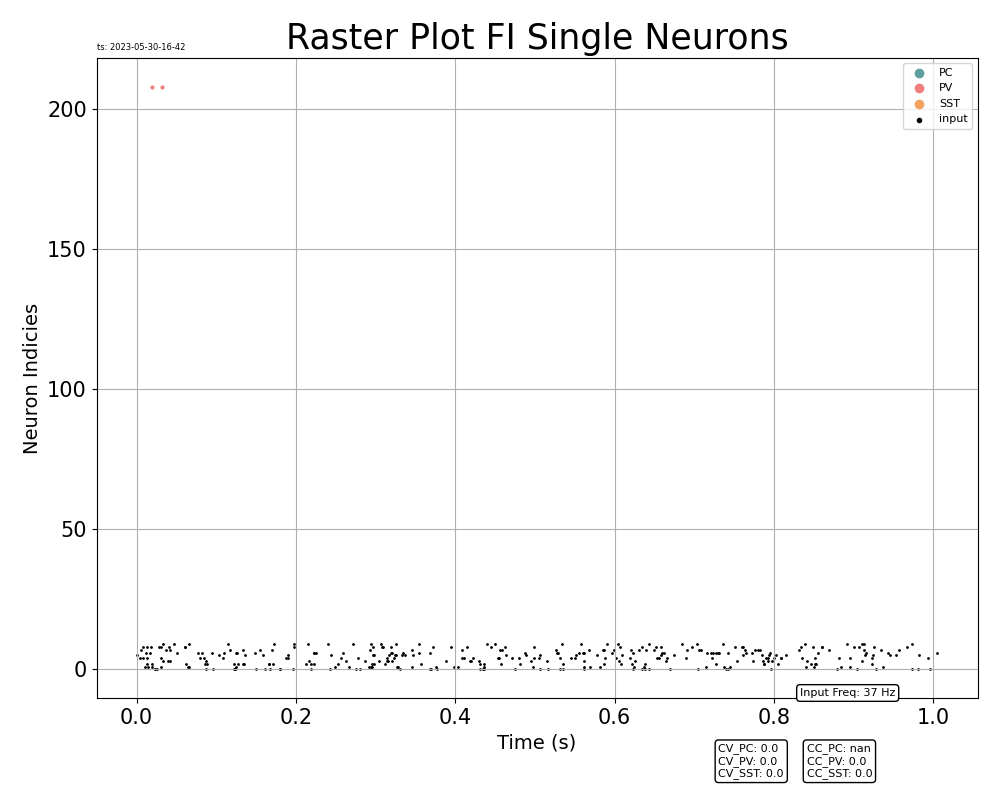 Raster Plot FI Single Neurons
ts: 2023-05-30-16-42
PC
PV
SST
input
200
150
100
50
0
Neuron Indicies
0.0 0.2 0.4 0.6 0.8 1.0
Time (s)
Input Freq: 37 Hz
CV_PC: 0.0
CV_PV: 0.0
CV_SST: 0.0
CC_PC: nan
CC_PV: 0.0
CC_SST: 0.0